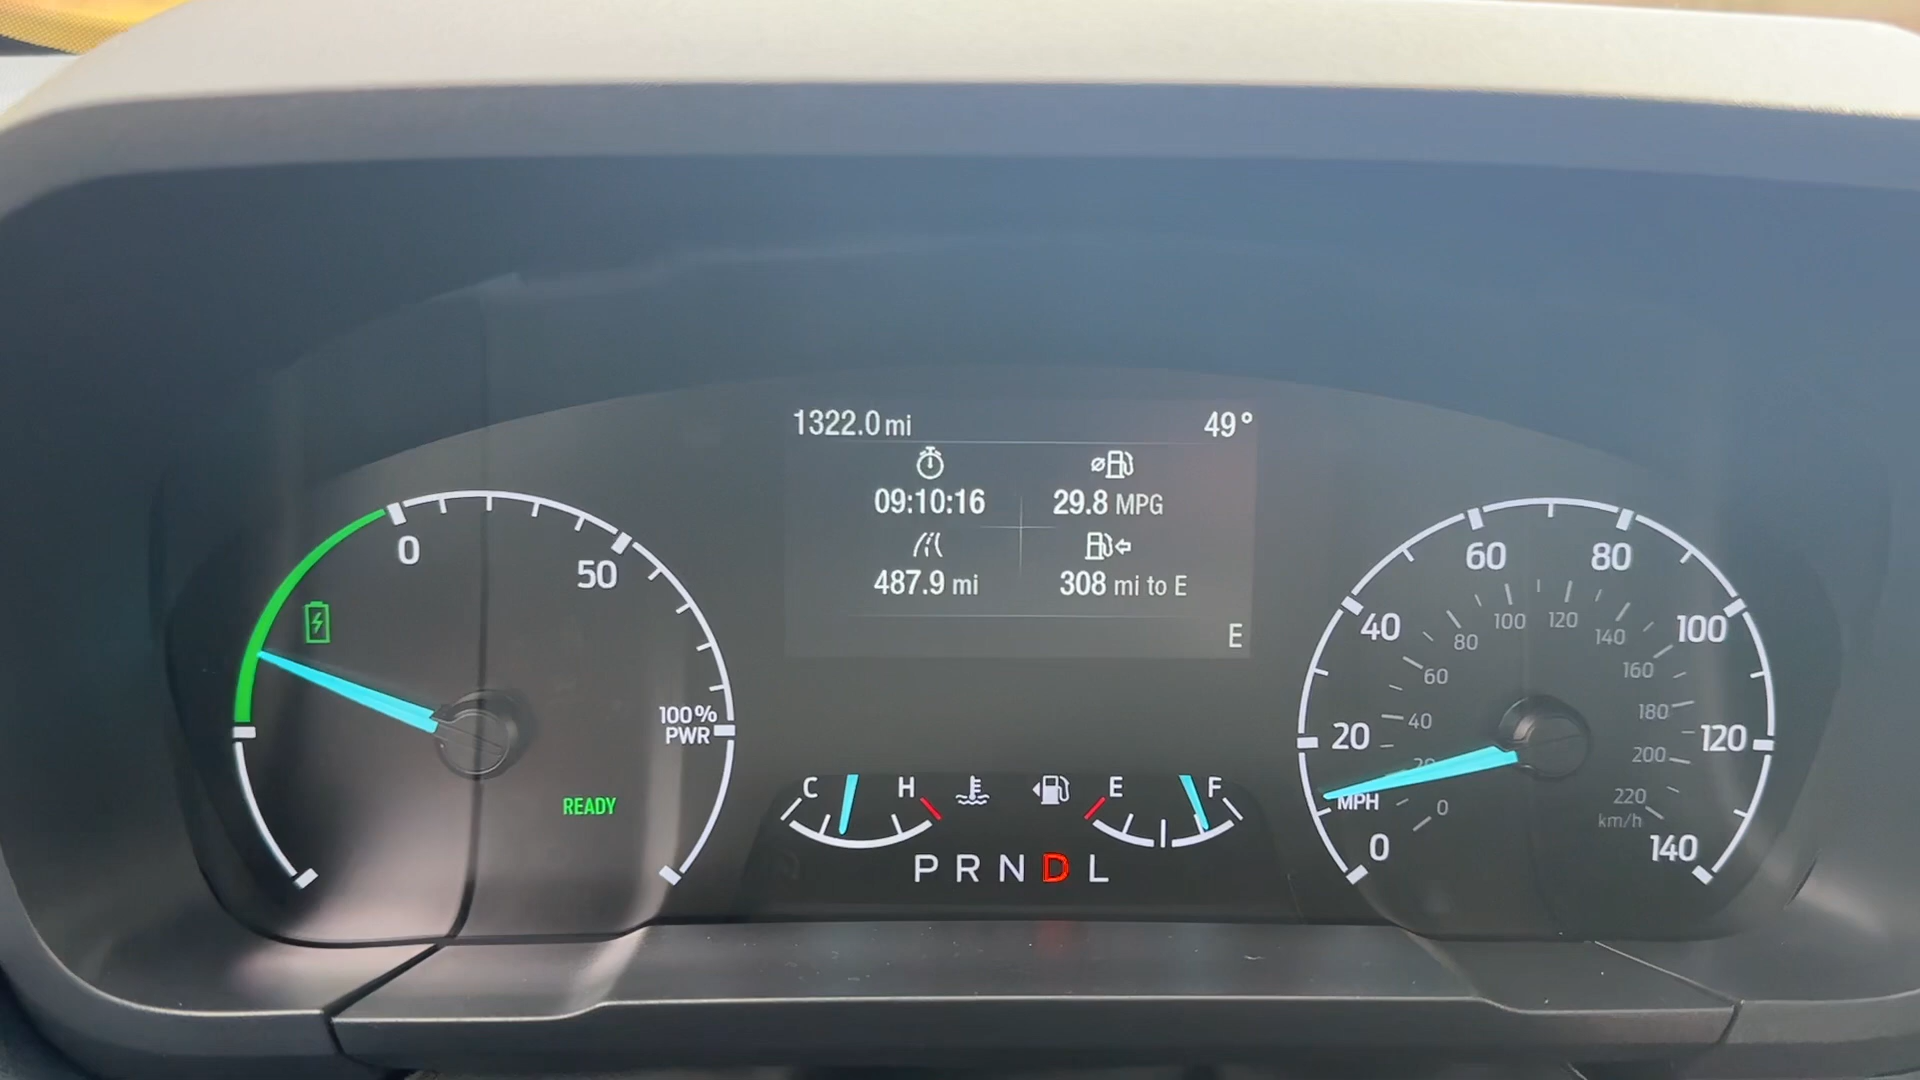 1322.0 mi 49°
09:10:16 29.8 MPG
487.9 mi 308 mi to E
E
0 50 100%
PWR
READY
C H
E F
P R N D L
0 20 40 60 80 100 120 140
MPH
0 20 40 60 80 100 120 140 160 180 200 220
km/h